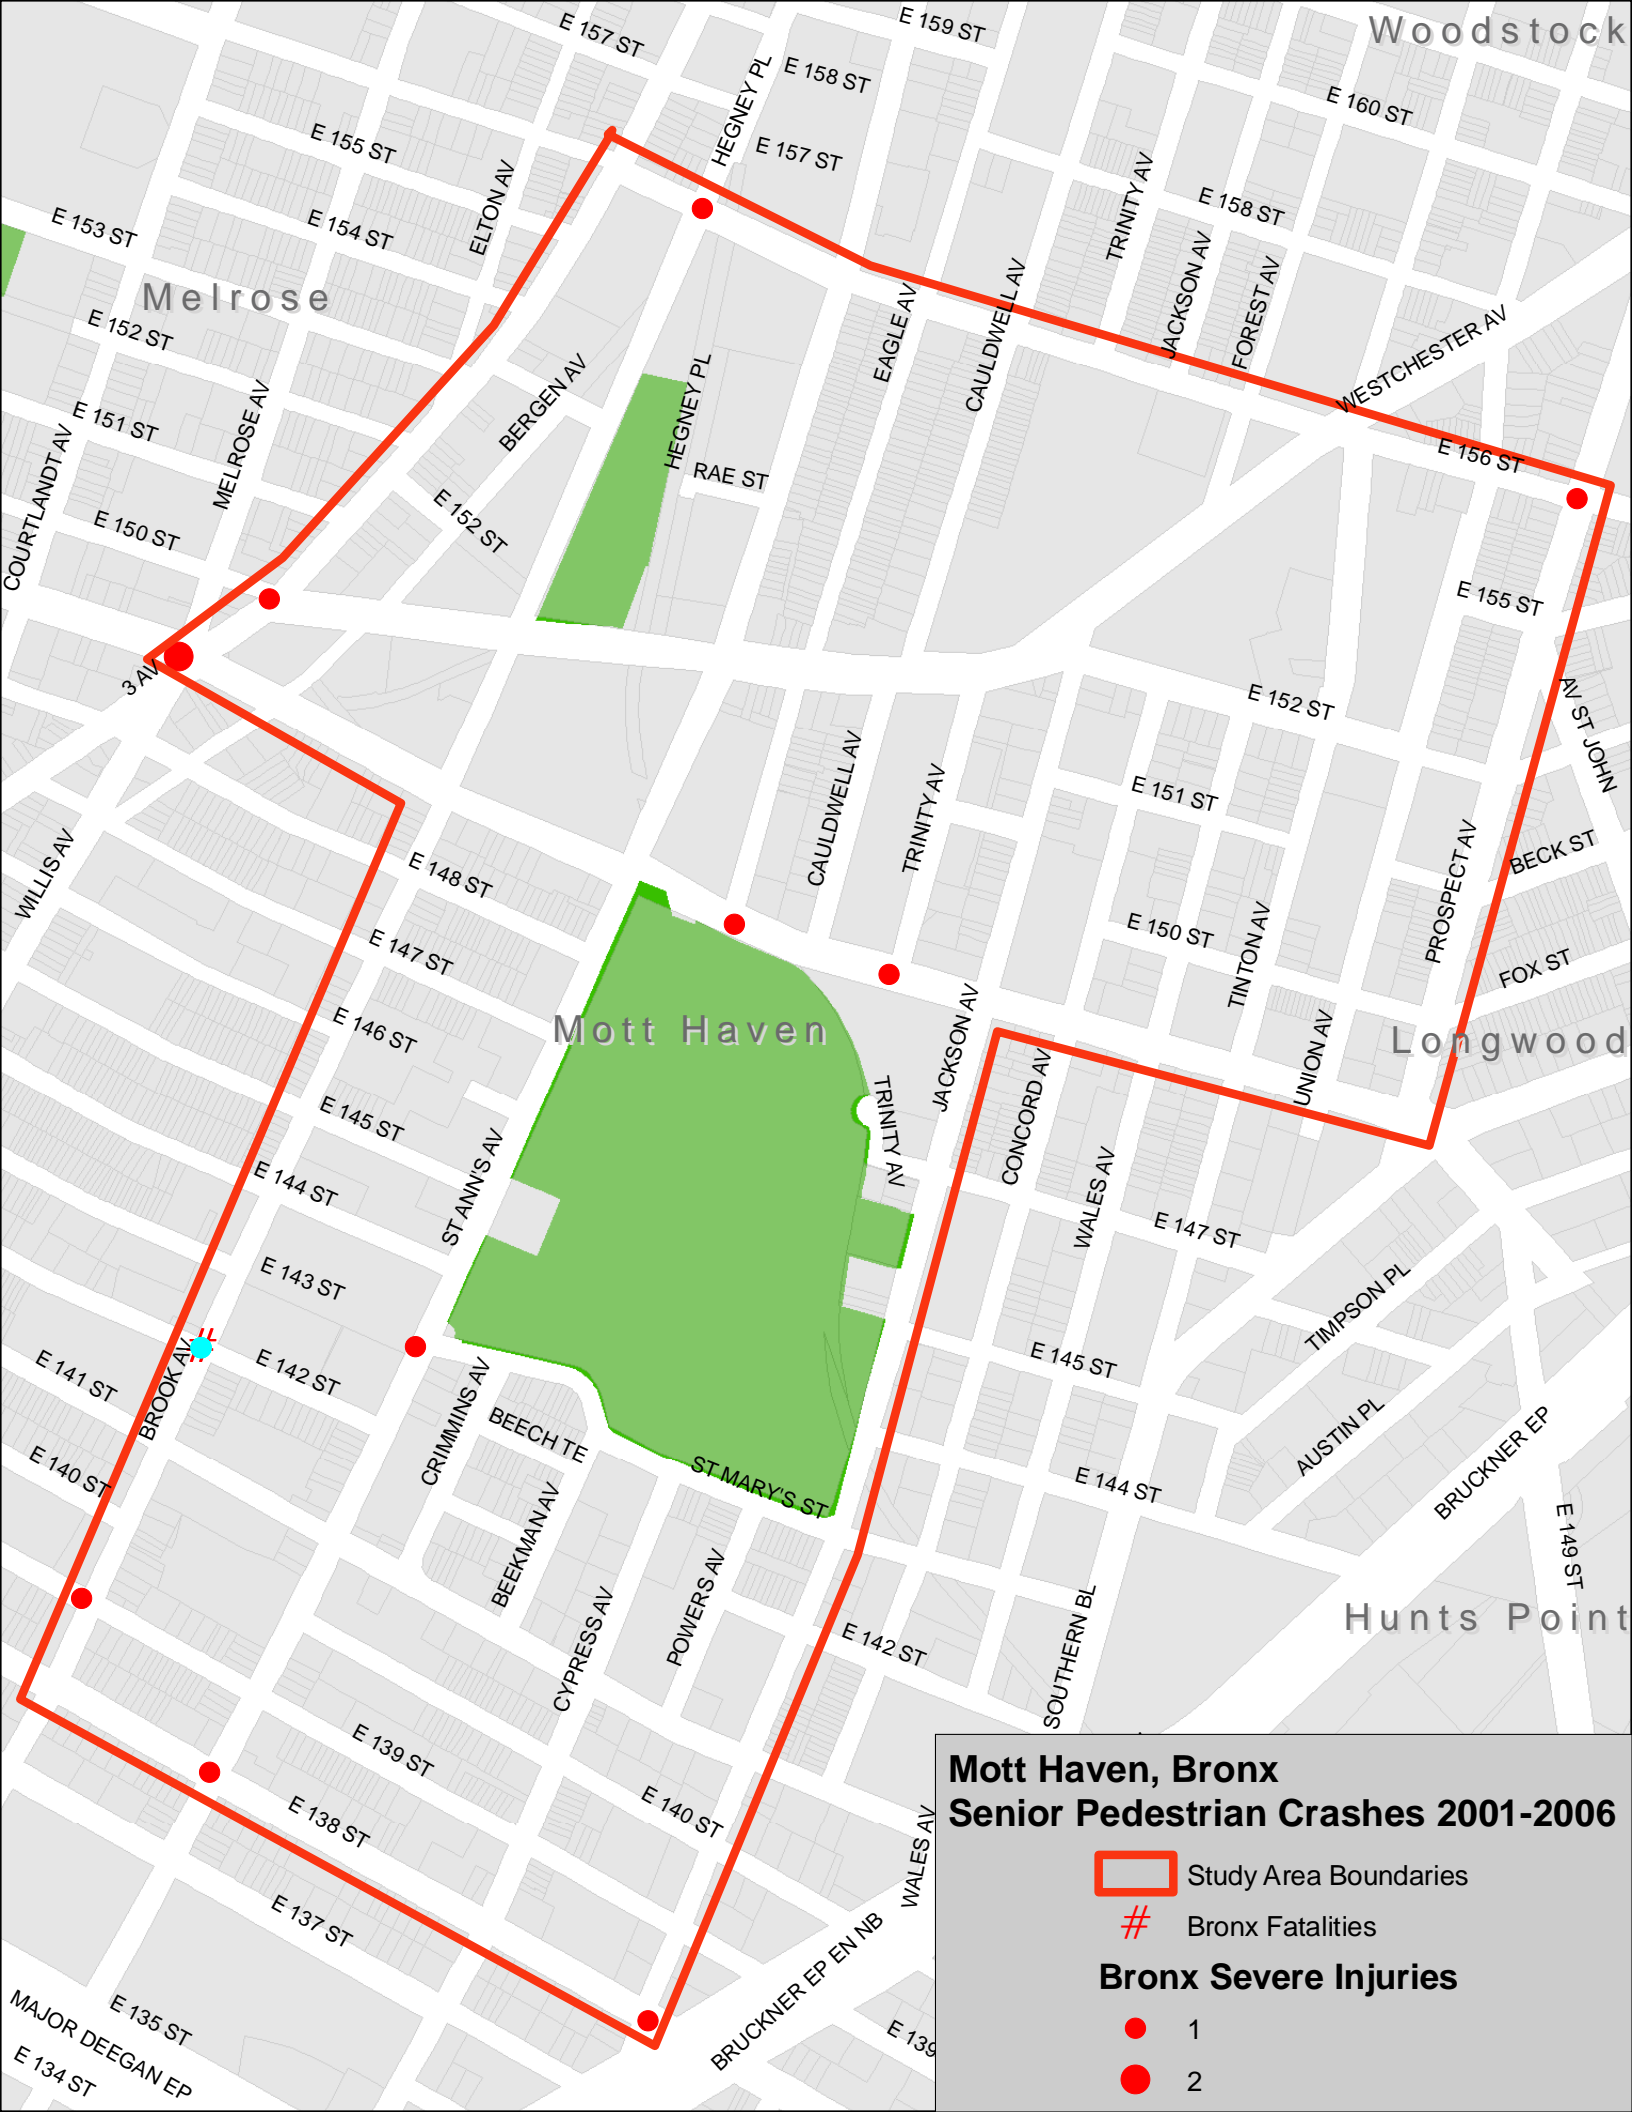 E 159 ST
Woodstock
E 157 ST
HEGNEY PL
E 158 ST
E 160 ST
E 155 ST
E 157 ST
ELTON AV
TRINITY AV
E 158 ST
E 153 ST
E 154 ST
JACKSON AV
FOREST AV
CAULDWELL AV
EAGLE AV
Melrose
E 152 ST
WESTCHESTER AV
BERGEN AV
HEGNEY PL
MELROSE AV
E 151 ST
COURTLANDT AV
E 156 ST
RAE ST
E 150 ST
E 152 ST
E 155 ST
3 AV
E 152 ST
AV ST JOHN
CAULDWELL AV
TRINITY AV
E 151 ST
WILLIS AV
E 148 ST
PROSPECT AV
BECK ST
E 147 ST
E 150 ST
TINTON AV
FOX ST
E 146 ST
Mott Haven
JACKSON AV
UNION AV
Longwood
CONCORD AV
E 145 ST
TRINITY AV
ST ANN'S AV
WALES AV
E 144 ST
E 147 ST
E 143 ST
TIMPSON PL
E 141 ST
BROOK AV
E 142 ST
CRIMMINS AV
E 145 ST
BEECH TE
AUSTIN PL
BRUCKNER EP
E 140 ST
ST MARY'S ST
E 144 ST
BEEKMAN AV
E 149 ST
POWERS AV
CYPRESS AV
E 142 ST
SOUTHERN BL
Hunts Point
E 139 ST
E 140 ST
E 138 ST
WALES AV
E 137 ST
BRUCKNER EP EN NB
E 135 ST
MAJOR DEEGAN EP
E 134 ST
E 139
Mott Haven, Bronx
Senior Pedestrian Crashes 2001-2006
Study Area Boundaries
# Bronx Fatalities
Bronx Severe Injuries
1
2